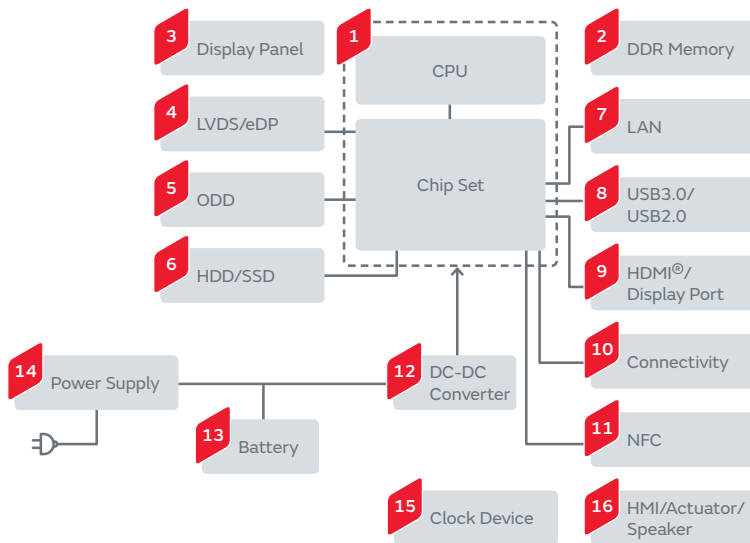 3
Display Panel
1
CPU
2
DDR Memory
4
LVDS/eDP
7
LAN
Chip Set
5
ODD
8
USB3.0/
USB2.0
6
HDD/SSD
9
HDMI®/
Display Port
14
Power Supply
12
DC-DC
Converter
10
Connectivity
13
Battery
11
NFC
15
Clock Device
16
HMI/Actuator/
Speaker